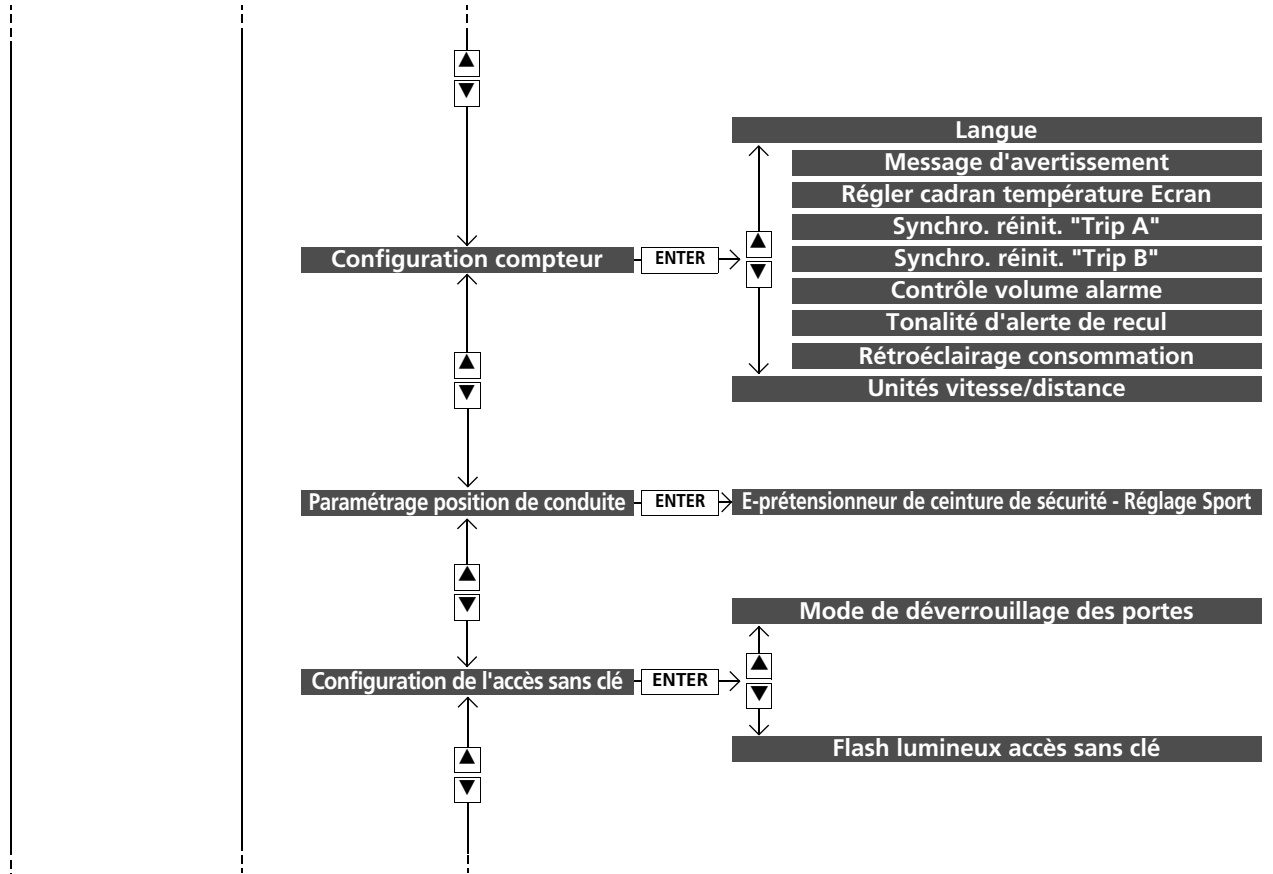 Langue
Message d'avertissement
Régler cadran température Ecran
Synchro. réinit. "Trip A"
Configuration compteur
ENTER
Synchro. réinit. "Trip B"
Contrôle volume alarme
Tonalité d'alerte de recul
Rétroéclairage consommation
Unités vitesse/distance
Paramétrage position de conduite
ENTER
E-prétensionneur de ceinture de sécurité - Réglage Sport
Mode de déverrouillage des portes
Configuration de l'accès sans clé
ENTER
Flash lumineux accès sans clé